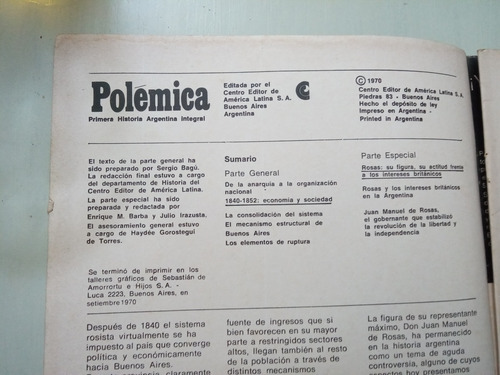 Polémica
Primera Historia Argentina Integral
Editada por el
Centro Editor de
América Latina S. A.
Buenos Aires
Argentina
© 1970
Centro Editor de América Latina S. A.
Piedras 83 - Buenos Aires
Hecho el depósito de ley
Impreso en Argentina -
Printed in Argentina
El texto de la parte general ha
sido preparado por Sergio Bagú.
La redacción final estuvo a cargo
del departamento de Historia del
Centro Editor de América Latina.
La parte especial ha sido
preparada y redactada por
Enrique M. Barba y Julio Irazusta.
El asesoramiento general estuvo
a cargo de Haydée Gorostegui
de Torres.
Se terminó de imprimir en los
talleres gráficos de Sebastián de
Amorrortu e Hijos S. A. -
Luca 2223, Buenos Aires, en
setiembre 1970
Sumario
Parte General
De la anarquía a la organización
nacional
1840-1852: economía y sociedad
La consolidación del sistema
El mecanismo estructural de
Buenos Aires
Los elementos de ruptura
Parte Especial
Rosas: su figura, su actitud frente
a los intereses británicos
Rosas y los intereses británicos
en la Argentina
Juan Manuel de Rosas,
el gobernante que estabilizó
la revolución de la libertad y
la independencia
Después de 1840 el sistema
rosista virtualmente se ha
impuesto al país que converge
política y económicamente
hacia Buenos Aires.
fuente de ingresos que si
bien favorecen en su mayor
parte a restringidos sectores
altos, llegan también al resto
de la población a través de
distintos mecanismos
La figura de su representante
máximo, Don Juan Manuel
de Rosas, ha permanecido
en la historia argentina
como un tema de aguda
controversia, algunos de cuyos
aspectos hoy presentamos